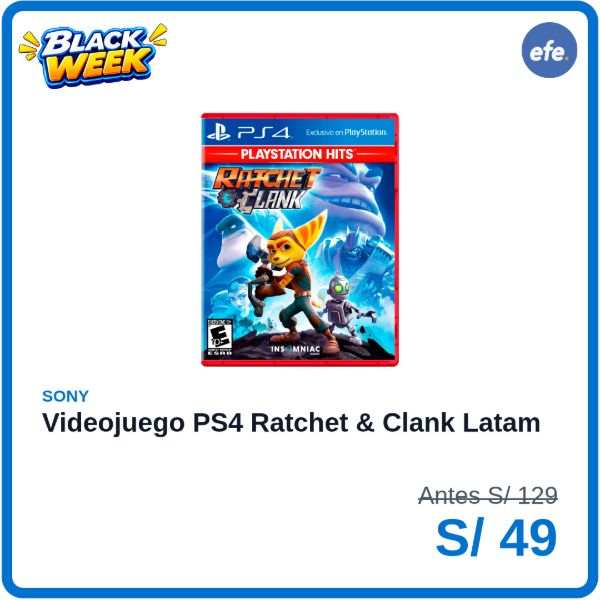 BLACK
WEEK
efe.
PS4
Exclusivo en PlayStation.
PLAYSTATION HITS
RATCHET
CLANK
ESRB
INSOMNIAC
GAMES
SONY
Videojuego PS4 Ratchet & Clank Latam
Antes S/ 129
S/ 49